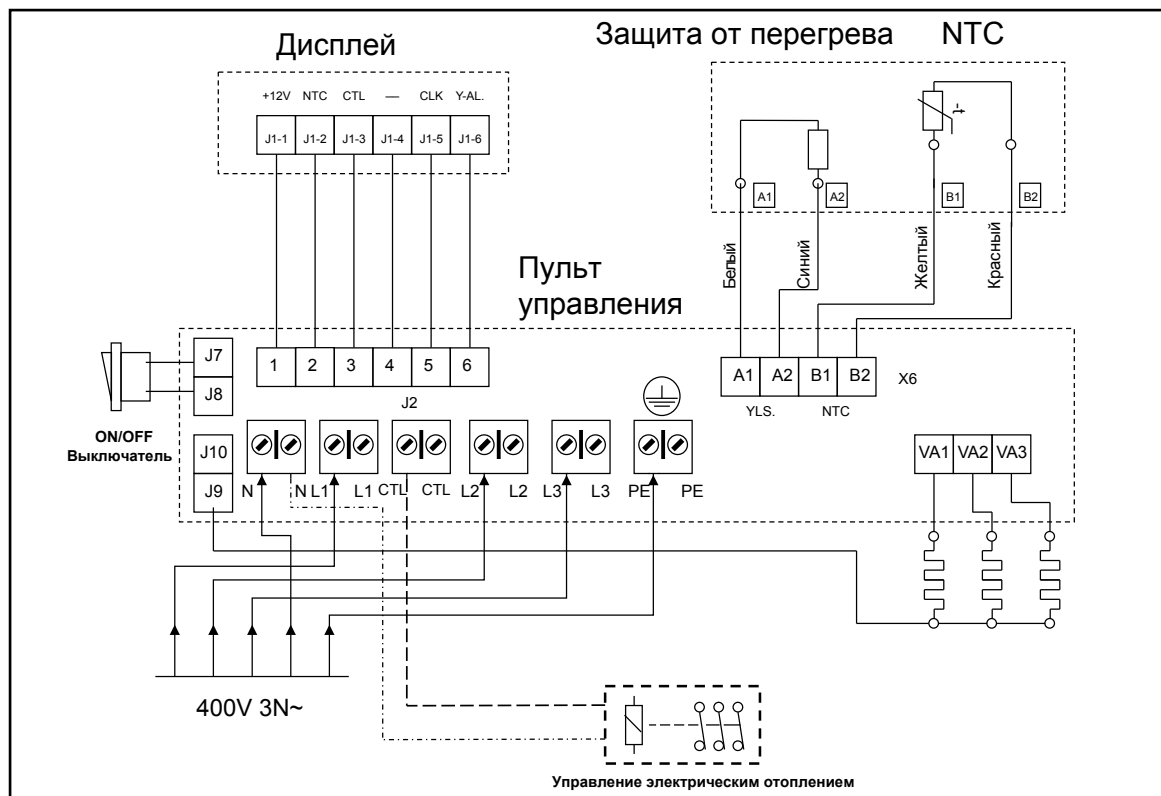 Дисплей
Защита от перегрева NTC
+12V NTC CTL — CLK Y-AL.
J1-1 J1-2 J1-3 J1-4 J1-5 J1-6
-t
A1 A2 B1 B2
Белый
Синий
Желтый
Красный
Пульт
управления
J7
J8
1 2 3 4 5 6
J2
A1 A2 B1 B2 X6
YLS. NTC
ON/OFF
Выключатель
J10
J9
N N L1 L1 CTL CTL L2 L2 L3 L3 PE PE
VA1 VA2 VA3
400V 3N~
Управление электрическим отоплением